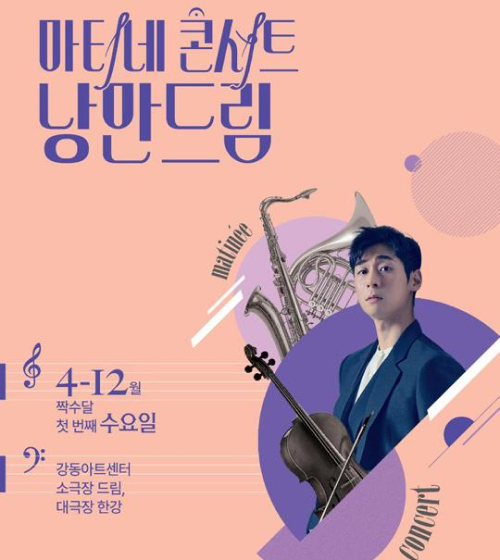 마티네 콘서트
낭만드림
matinée
4-12월
짝수달
첫 번째 수요일
강동아트센터
소극장 드림,
대극장 한강
concert